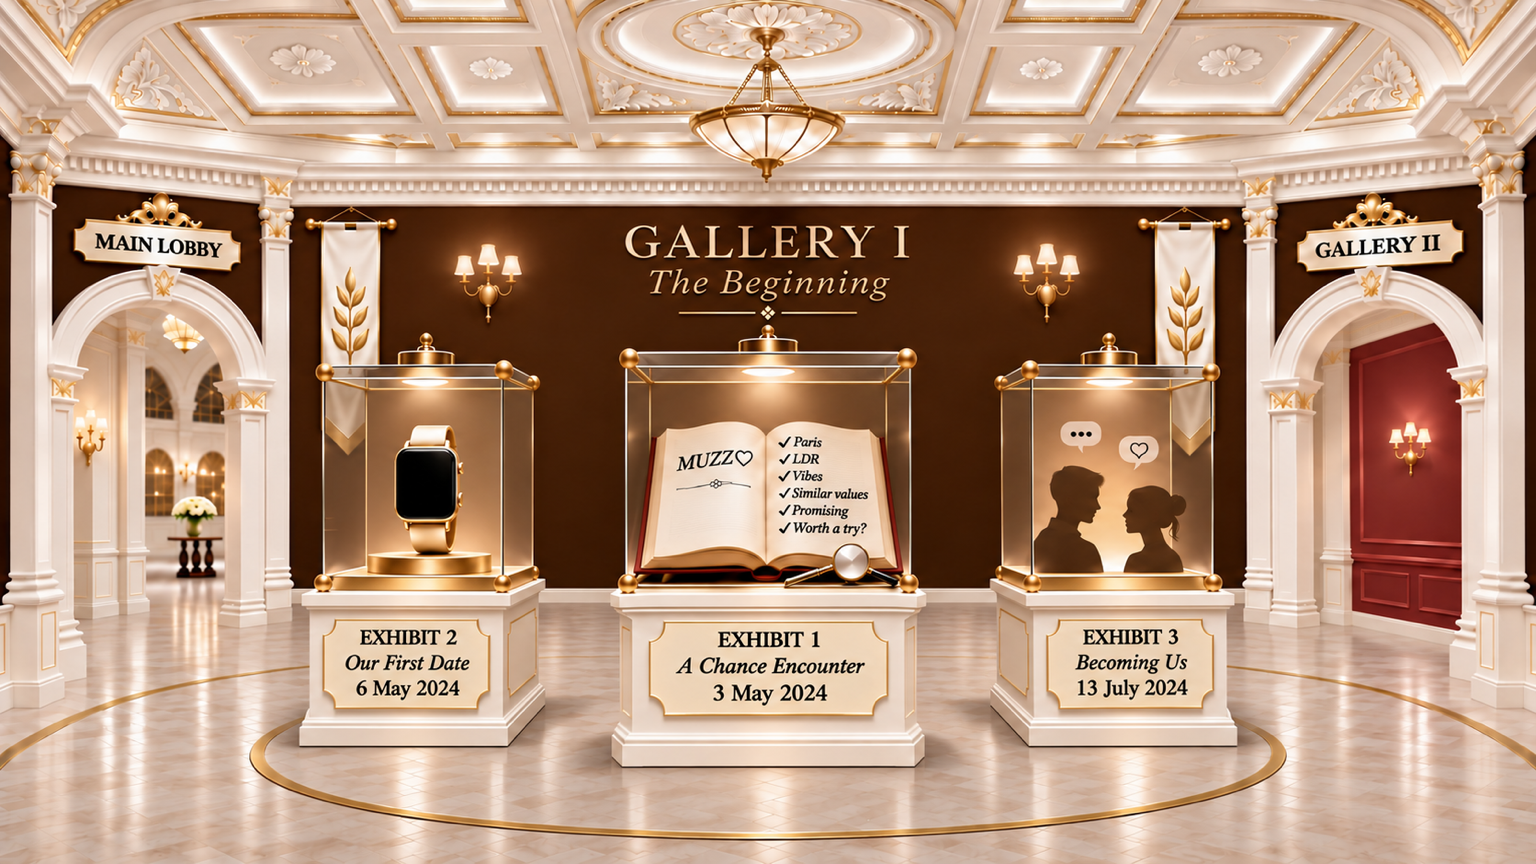 GALLERY I
The Beginning
MAIN LOBBY
GALLERY II
MUZZ♡
✓ Paris
✓ LDR
✓ Vibes
✓ Similar values
✓ Promising
✓ Worth a try?
EXHIBIT 2
Our First Date
6 May 2024
EXHIBIT 1
A Chance Encounter
3 May 2024
EXHIBIT 3
Becoming Us
13 July 2024